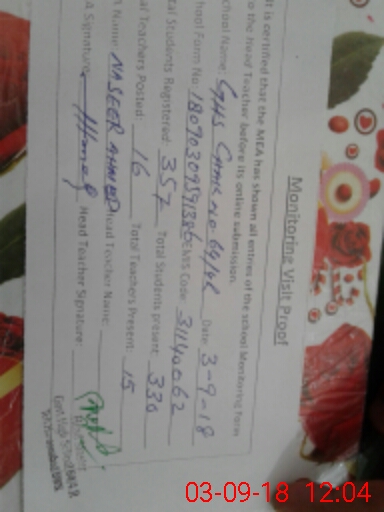 Monitoring Visit Proof
It is certified that the MEA has shown all entries of the school Monitoring Form
to the Head Teacher before its online submission.
School Name: GHS Chak No 64/4R Date 3-9-18
School Form No. EMIS Code: 31140062
Total Students Registered: 357 Total Students present 330
Total Teachers Posted: 16 Total Teachers Present: 15
Name NASEER AHMED Head Teacher Name:
A Signature: Head Teacher Signature:
03-09-18 12:04